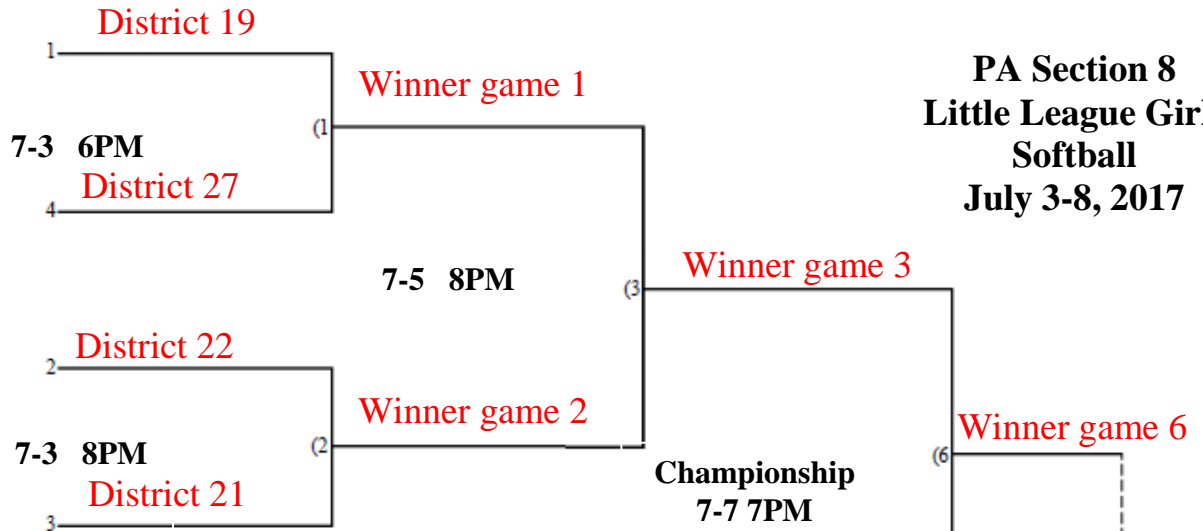 District 19
1
Winner game 1
PA Section 8
Little League Girl
Softball
July 3-8, 2017
(1
7-3 6PM
District 27
4
7-5 8PM
(3
Winner game 3
District 22
2
Winner game 2
Winner game 6
(2
7-3 8PM
(6
Championship
7-7 7PM
District 21
3